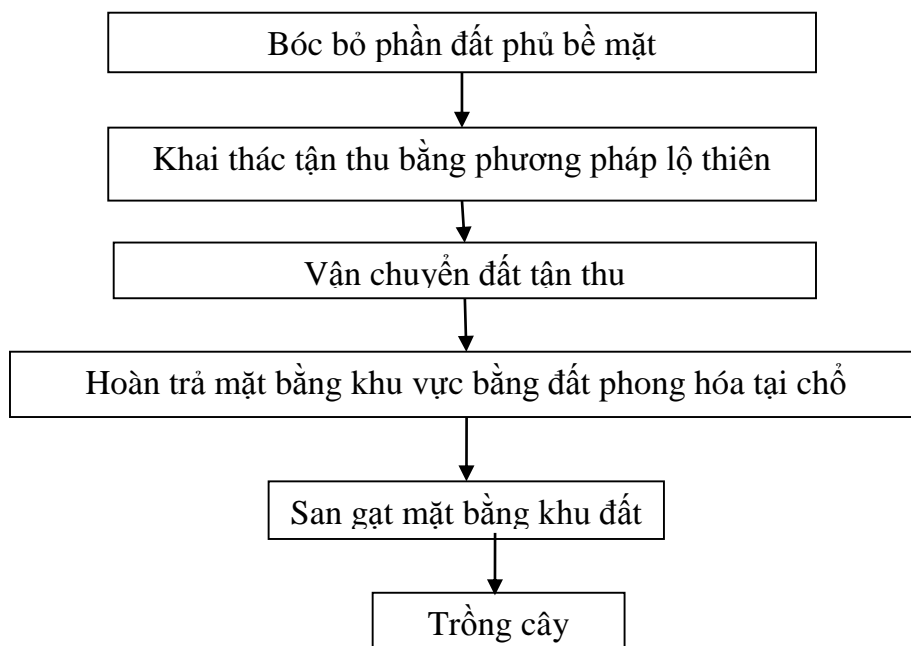 Bóc bỏ phần đất phủ bề mặt
Khai thác tận thu bằng phương pháp lộ thiên
Vận chuyển đất tận thu
Hoàn trả mặt bằng khu vực bằng đất phong hóa tại chổ
San gạt mặt bằng khu đất
Trồng cây